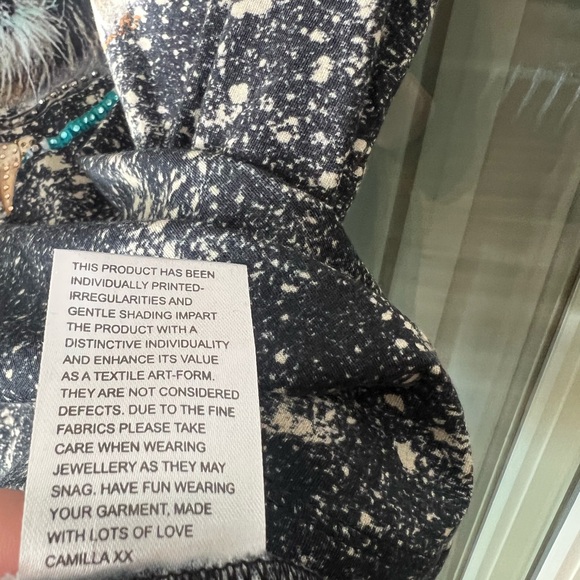 THIS PRODUCT HAS BEEN
INDIVIDUALLY PRINTED-
IRREGULARITIES AND
GENTLE SHADING IMPART
THE PRODUCT WITH A
DISTINCTIVE INDIVIDUALITY
AND ENHANCE ITS VALUE
AS A TEXTILE ART-FORM.
THEY ARE NOT CONSIDERED
DEFECTS. DUE TO THE FINE
FABRICS PLEASE TAKE
CARE WHEN WEARING
JEWELLERY AS THEY MAY
SNAG. HAVE FUN WEARING
YOUR GARMENT, MADE
WITH LOTS OF LOVE
CAMILLA XX